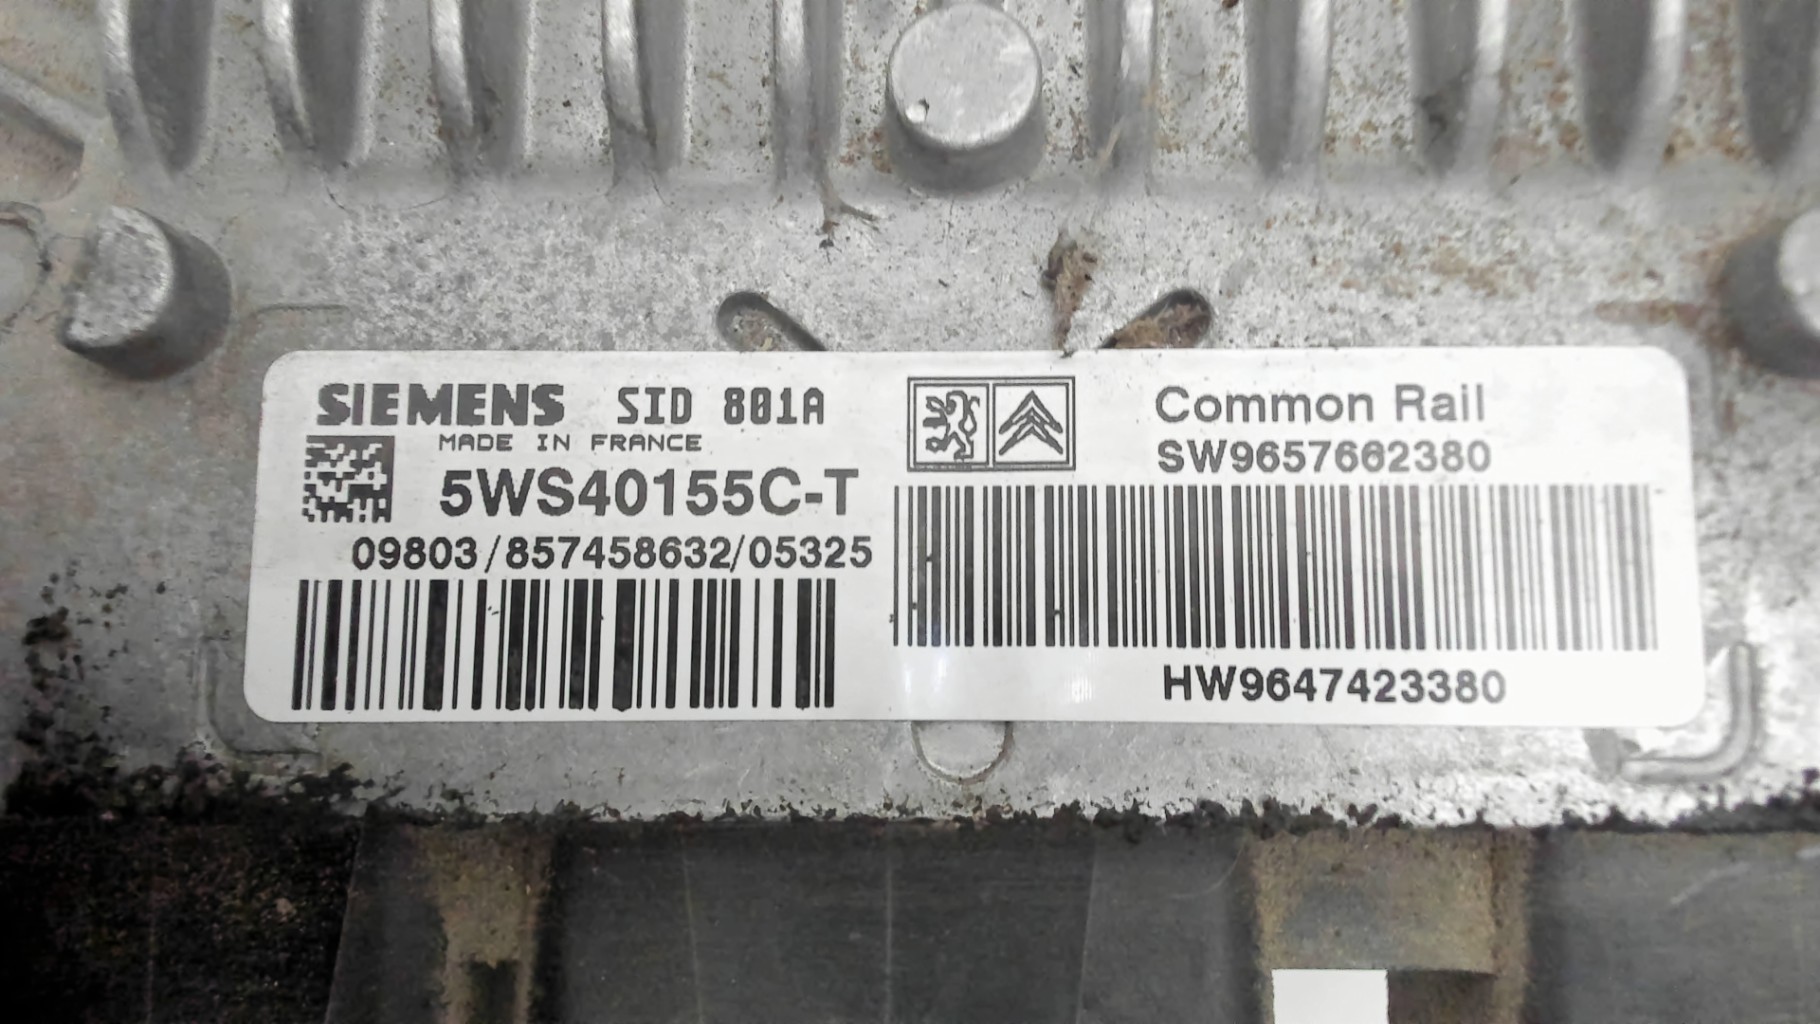 SIEMENS SID 801A
MADE IN FRANCE
5WS40155C-T
09803/857458632/05325
Common Rail
SW9657662380
HW9647423380